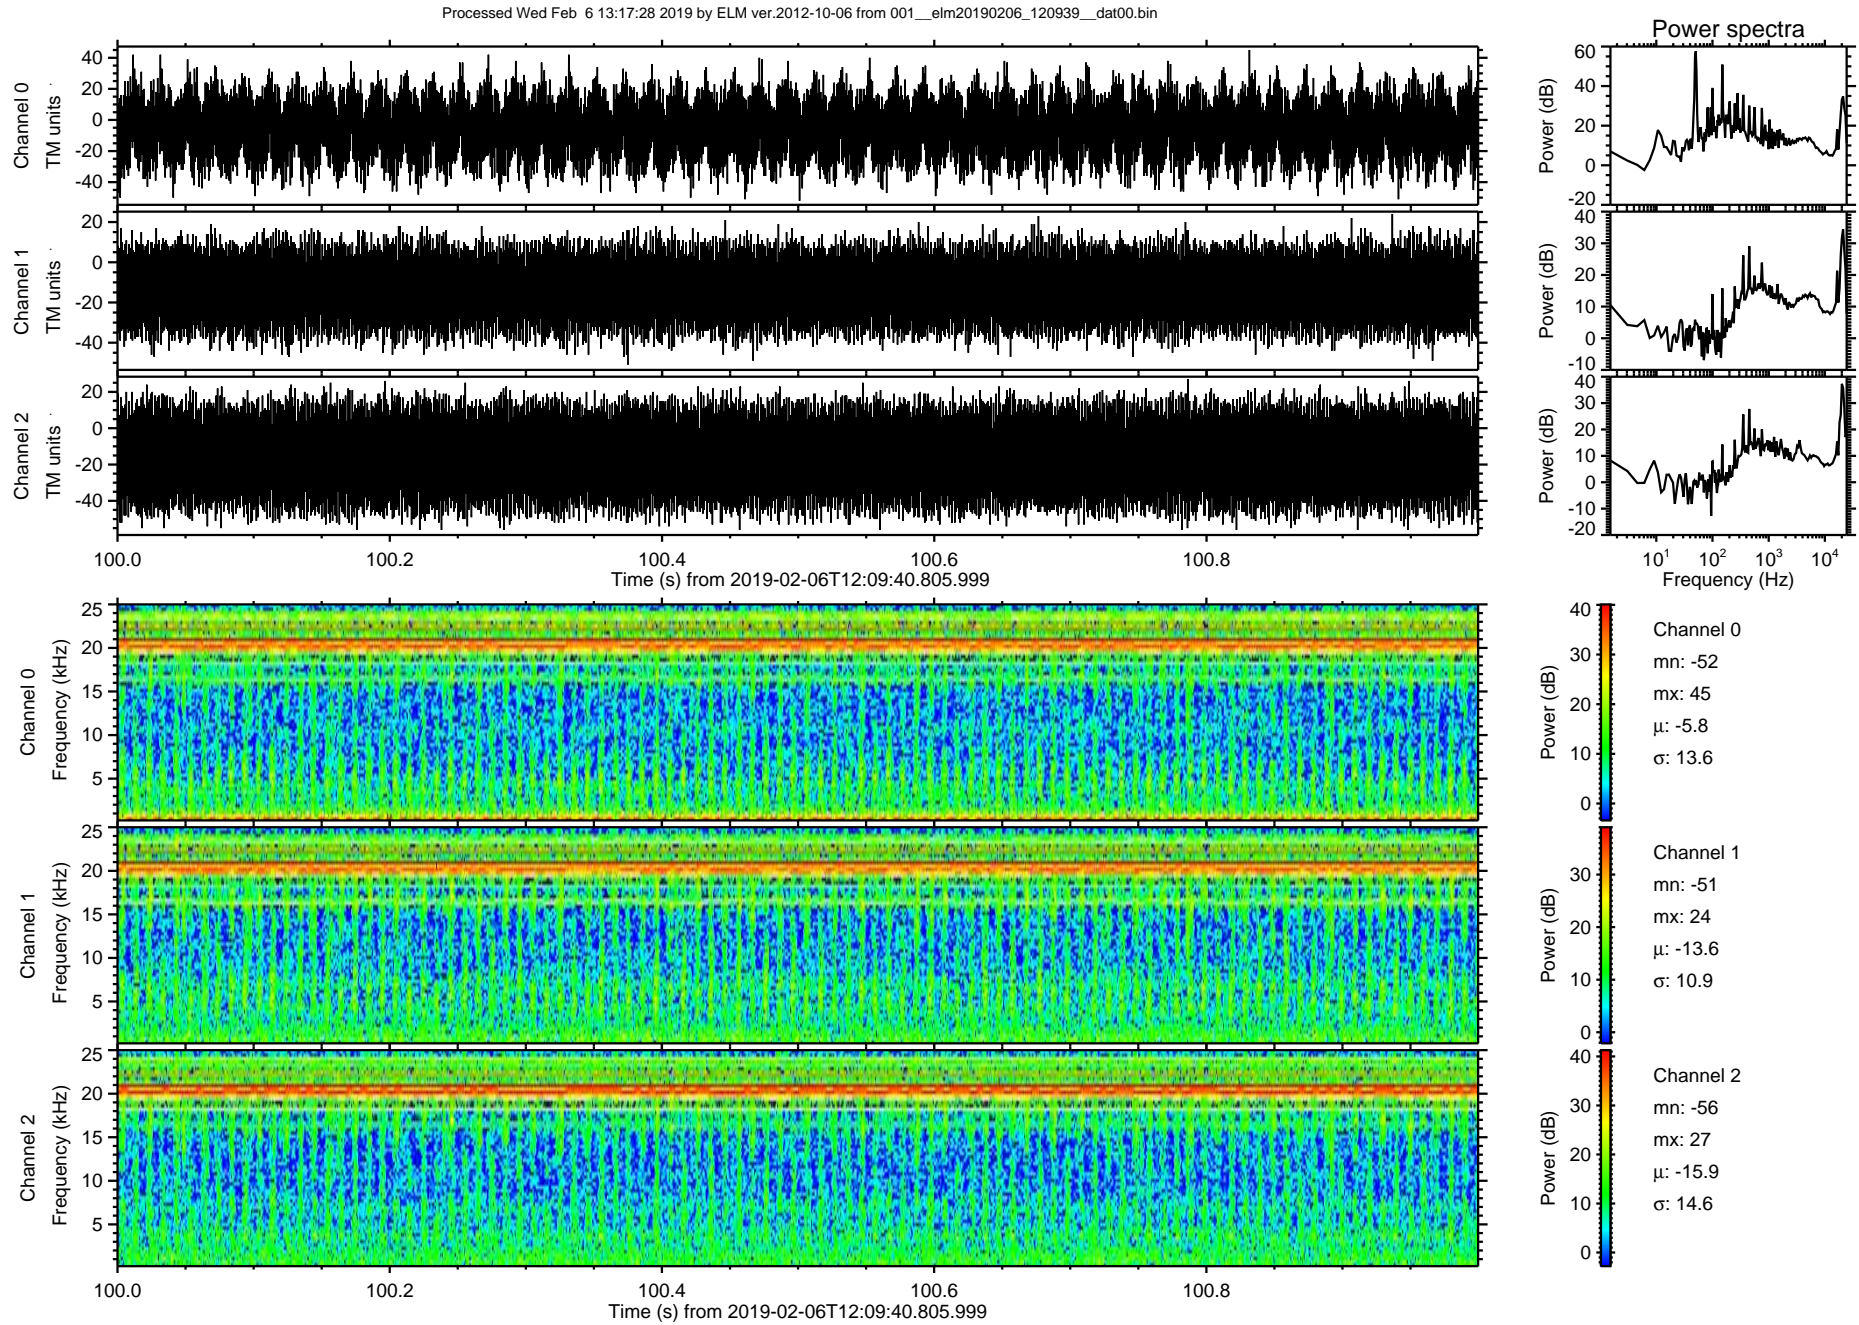 Processed Wed Feb  6 13:17:28 2019 by ELM ver.2012-10-06 from 001__elm20190206_120939__dat00.bin
Power spectra
Channel 0
TM units
40
20
0
-20
-40
Power (dB)
60
40
20
0
-20
Channel 1
TM units
20
0
-20
-40
Power (dB)
40
30
20
10
0
-10
Channel 2
TM units
20
0
-20
-40
Power (dB)
40
30
20
10
0
-10
-20
100.0 100.2 100.4 100.6 100.8
Time (s) from 2019-02-06T12:09:40.805.999
10¹ 10² 10³ 10⁴
Frequency (Hz)
Channel 0
Frequency (kHz)
25
20
15
10
5
Power (dB)
40
30
20
10
0
Channel 0
mn: -52
mx: 45
μ: -5.8
σ: 13.6
Channel 1
Frequency (kHz)
25
20
15
10
5
Power (dB)
30
20
10
0
Channel 1
mn: -51
mx: 24
μ: -13.6
σ: 10.9
Channel 2
Frequency (kHz)
25
20
15
10
5
Power (dB)
40
30
20
10
0
Channel 2
mn: -56
mx: 27
μ: -15.9
σ: 14.6
100.0 100.2 100.4 100.6 100.8
Time (s) from 2019-02-06T12:09:40.805.999